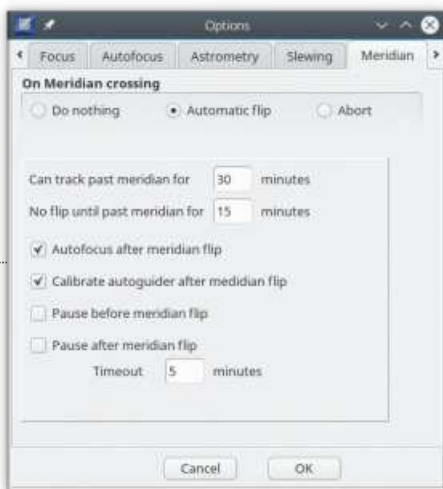 Options
Focus Autofocus Astrometry Slewing Meridian
On Meridian crossing
Do nothing Automatic flip Abort
Can track past meridian for 30 minutes
No flip until past meridian for 15 minutes
Autofocus after meridian flip
Calibrate autoguider after medidian flip
Pause before meridian flip
Pause after meridian flip
Timeout 5 minutes
Cancel OK